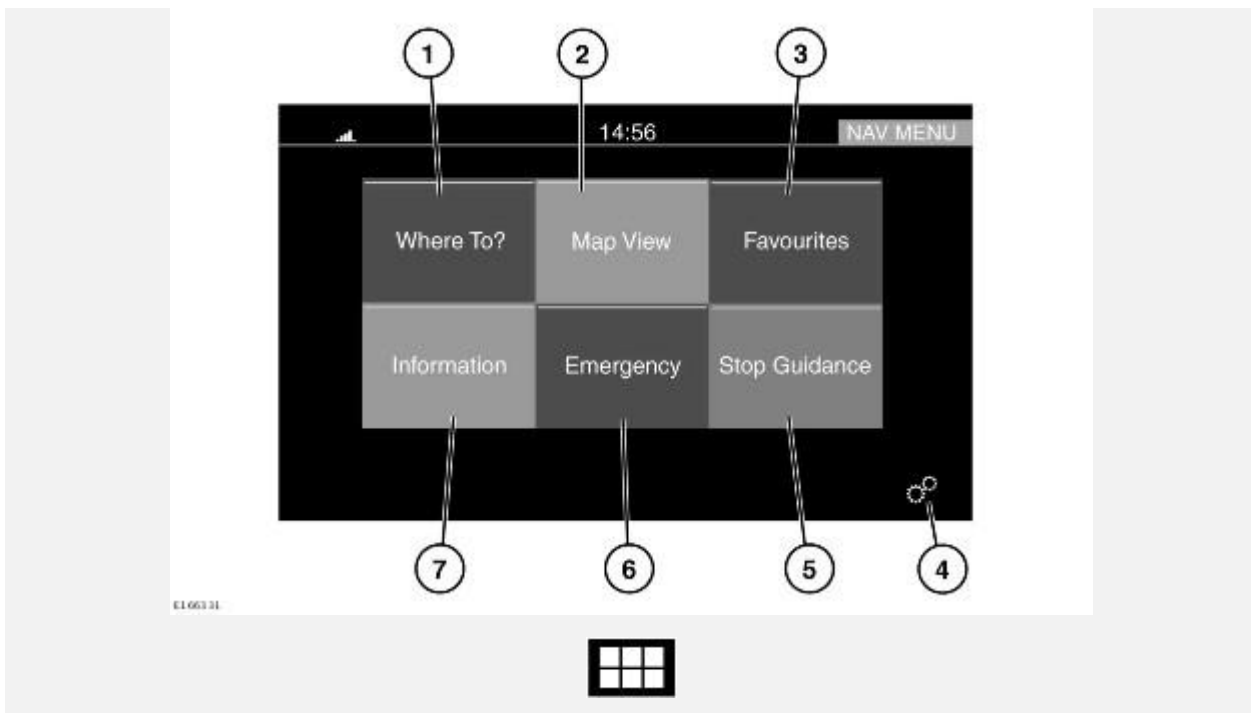 1 2 3
14:56 NAV MENU
Where To? Map View Favourites
Information Emergency Stop Guidance
7 6 5 4
E166331